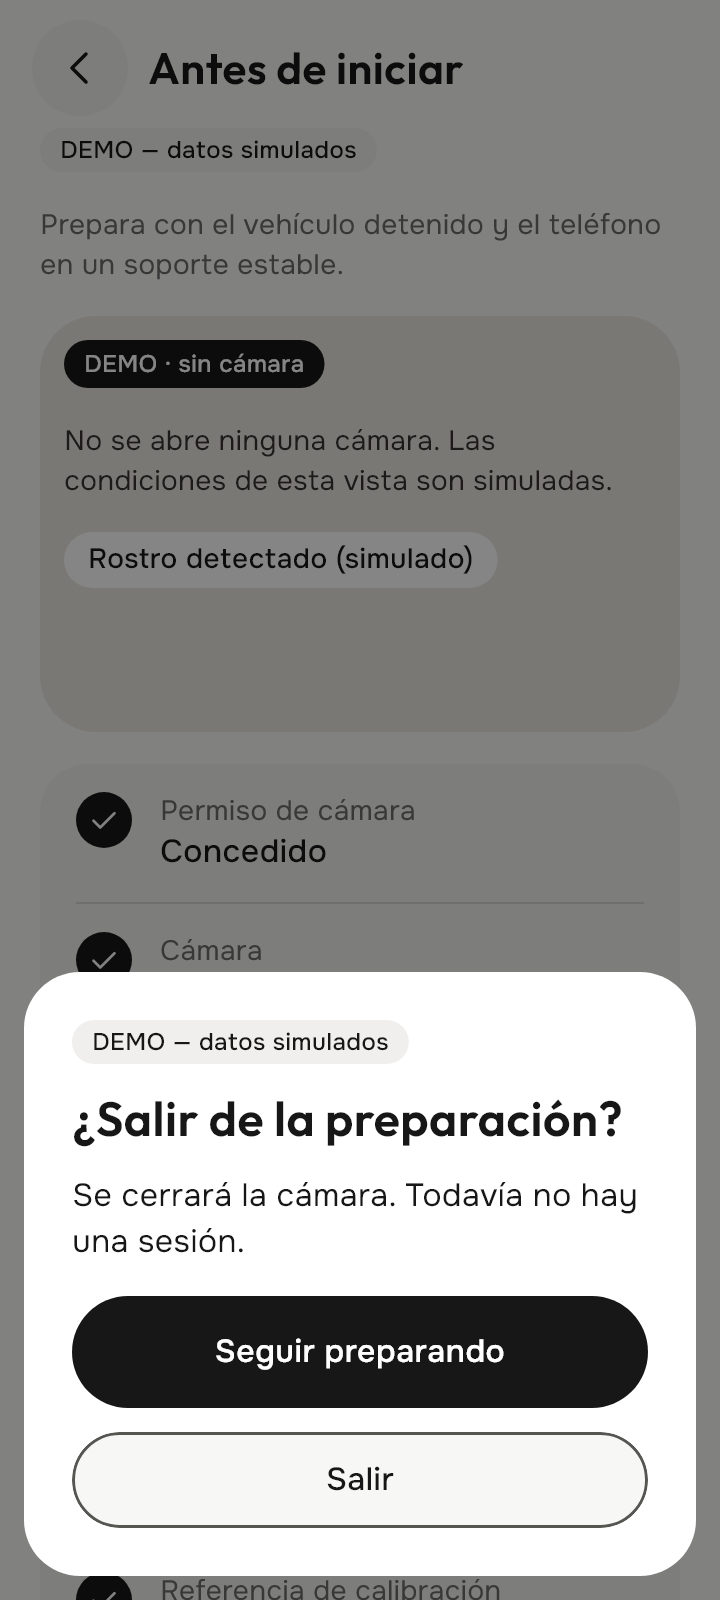 Antes de iniciar
DEMO — datos simulados
Prepara con el vehículo detenido y el teléfono
en un soporte estable.
DEMO · sin cámara
No se abre ninguna cámara. Las
condiciones de esta vista son simuladas.
Rostro detectado (simulado)
Permiso de cámara
Concedido
Cámara
DEMO — datos simulados
¿Salir de la preparación?
Se cerrará la cámara. Todavía no hay
una sesión.
Seguir preparando
Salir
Referencia de calibración